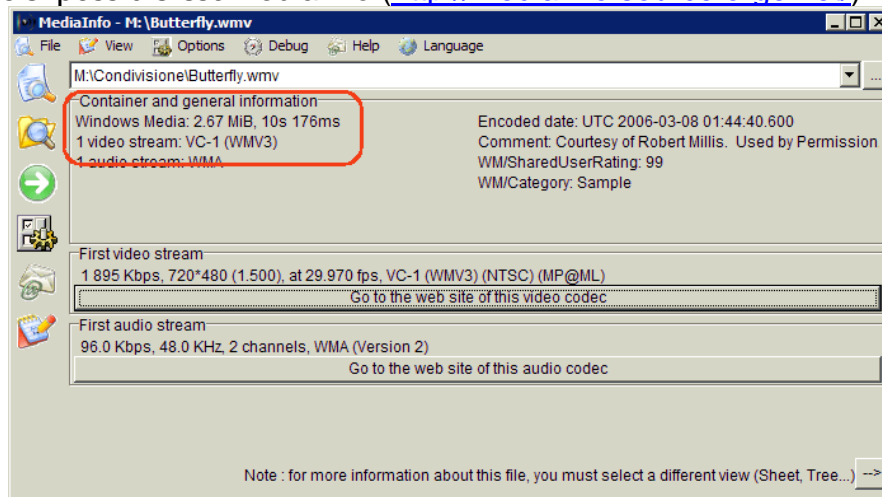 MediaInfo - M:\Butterfly.wmv
File View Options Debug Help Language
M:\Condivisione\Butterfly.wmv
...
Container and general information
Windows Media: 2.67 MiB, 10s 176ms
1 video stream: VC-1 (WMV3)
1 audio stream: WMA
Encoded date: UTC 2006-03-08 01:44:40.600
Comment: Courtesy of Robert Millis.  Used by Permission
WM/SharedUserRating: 99
WM/Category: Sample
First video stream
1 895 Kbps, 720*480 (1.500), at 29.970 fps, VC-1 (WMV3) (NTSC) (MP@ML)
Go to the web site of this video codec
First audio stream
96.0 Kbps, 48.0 KHz, 2 channels, WMA (Version 2)
Go to the web site of this audio codec
Note : for more information about this file, you must select a different view (Sheet, Tree...) -->